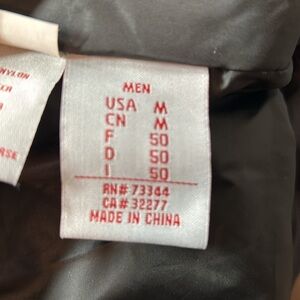 NYLON
MEN
USA M
CN M
F 50
D 50
I 50
RN# 73344
CA# 32277
MADE IN CHINA